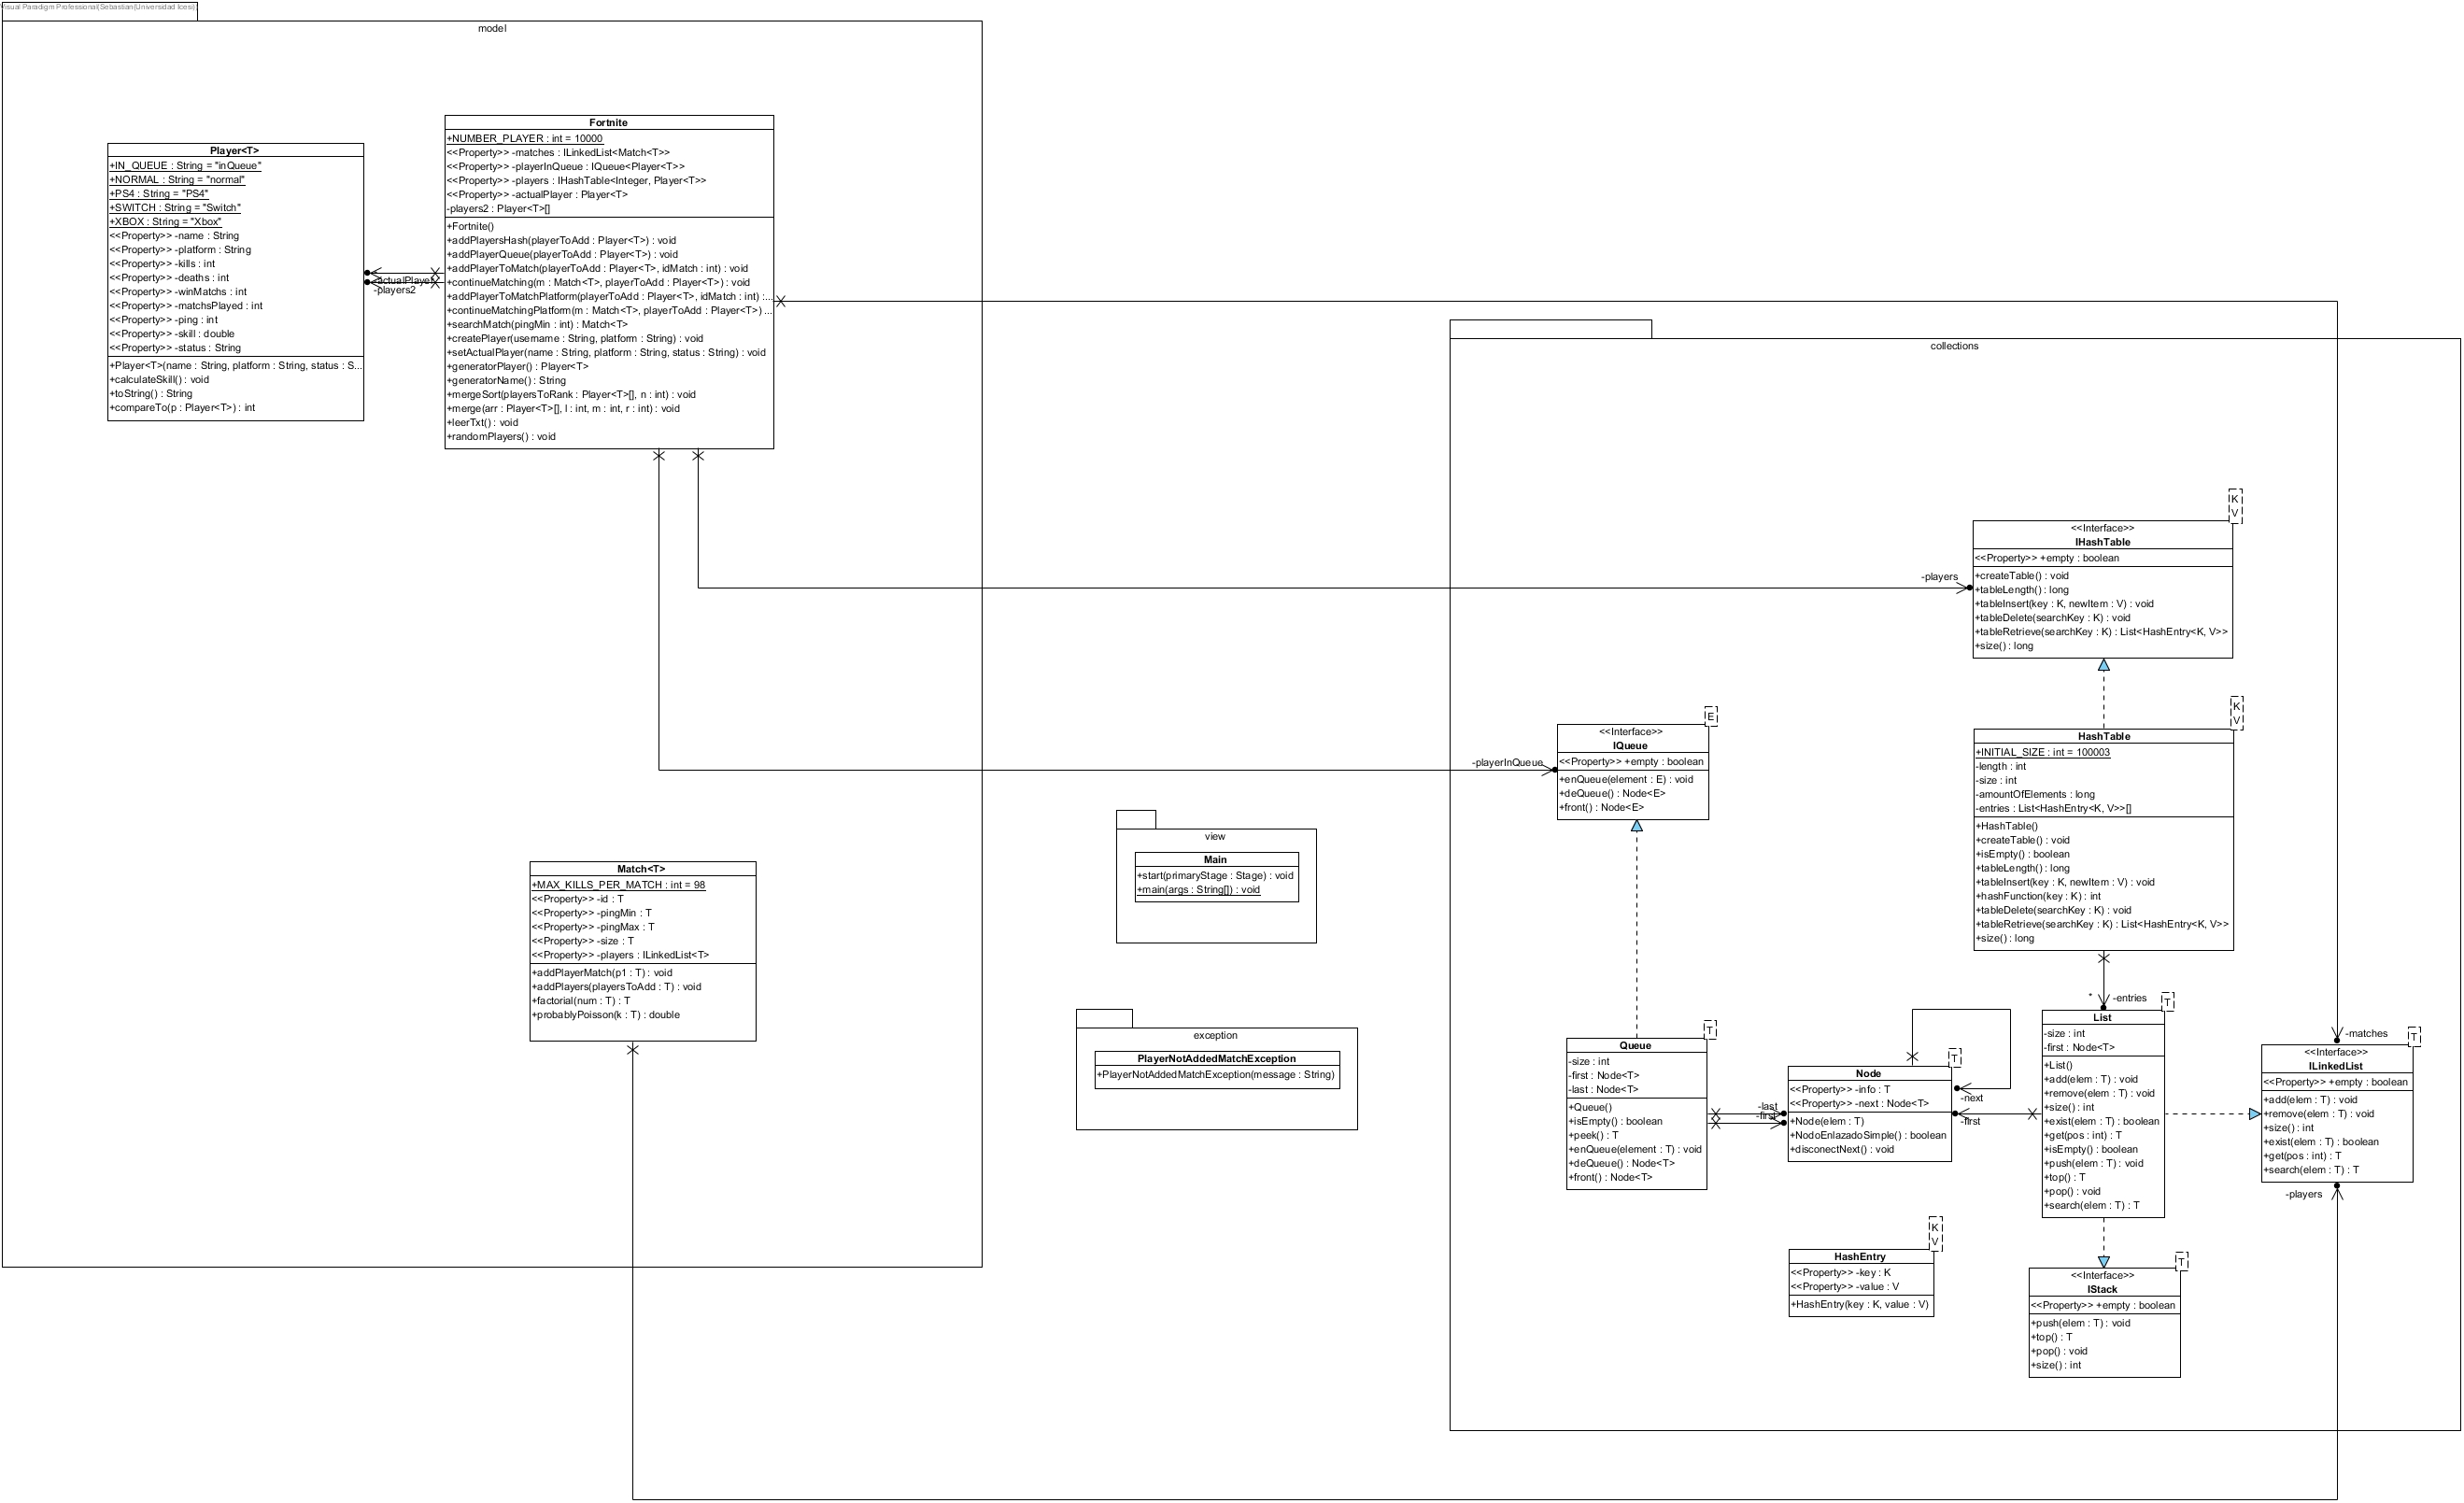 Visual Paradigm Professional(Sebastian(Universidad Icesi))
model
Player<T>
+IN_QUEUE : String = "inQueue"
+NORMAL : String = "normal"
+PS4 : String = "PS4"
+SWITCH : String = "Switch"
+XBOX : String = "Xbox"
<<Property>> -name : String
<<Property>> -platform : String
<<Property>> -kills : int
<<Property>> -deaths : int
<<Property>> -winMatchs : int
<<Property>> -matchsPlayed : int
<<Property>> -ping : int
<<Property>> -skill : double
<<Property>> -status : String
+Player<T>(name : String, platform : String, status : S...
+calculateSkill() : void
+toString() : String
+compareTo(p : Player<T>) : int
-actualPlayer
-players2
Fortnite
+NUMBER_PLAYER : int = 10000
<<Property>> -matches : ILinkedList<Match<T>>
<<Property>> -playerInQueue : IQueue<Player<T>>
<<Property>> -players : IHashTable<Integer, Player<T>>
<<Property>> -actualPlayer : Player<T>
-players2 : Player<T>[]
+Fortnite()
+addPlayersHash(playerToAdd : Player<T>) : void
+addPlayerQueue(playerToAdd : Player<T>) : void
+addPlayerToMatch(playerToAdd : Player<T>, idMatch : int) : void
+continueMatching(m : Match<T>, playerToAdd : Player<T>) : void
+addPlayerToMatchPlatform(playerToAdd : Player<T>, idMatch : int) :...
+continueMatchingPlatform(m : Match<T>, playerToAdd : Player<T>) ...
+searchMatch(pingMin : int) : Match<T>
+createPlayer(username : String, platform : String) : void
+setActualPlayer(name : String, platform : String, status : String) : void
+generatorPlayer() : Player<T>
+generatorName() : String
+mergeSort(playersToRank : Player<T>[], n : int) : void
+merge(arr : Player<T>[], l : int, m : int, r : int) : void
+leerTxt() : void
+randomPlayers() : void
Match<T>
+MAX_KILLS_PER_MATCH : int = 98
<<Property>> -id : T
<<Property>> -pingMin : T
<<Property>> -pingMax : T
<<Property>> -size : T
<<Property>> -players : ILinkedList<T>
+addPlayerMatch(p1 : T) : void
+addPlayers(playersToAdd : T) : void
+factorial(num : T) : T
+probablyPoisson(k : T) : double
view
Main
+start(primaryStage : Stage) : void
+main(args : String[]) : void
exception
PlayerNotAddedMatchException
+PlayerNotAddedMatchException(message : String)
collections
K
V
<<Interface>>
IHashTable
<<Property>> +empty : boolean
+createTable() : void
+tableLength() : long
+tableInsert(key : K, newItem : V) : void
+tableDelete(searchKey : K) : void
+tableRetrieve(searchKey : K) : List<HashEntry<K, V>>
+size() : long
-players
K
V
HashTable
+INITIAL_SIZE : int = 100003
-length : int
-size : int
-amountOfElements : long
-entries : List<HashEntry<K, V>>[]
+HashTable()
+createTable() : void
+isEmpty() : boolean
+tableLength() : long
+tableInsert(key : K, newItem : V) : void
+hashFunction(key : K) : int
+tableDelete(searchKey : K) : void
+tableRetrieve(searchKey : K) : List<HashEntry<K, V>>
+size() : long
E
<<Interface>>
IQueue
<<Property>> +empty : boolean
+enQueue(element : E) : void
+deQueue() : Node<E>
+front() : Node<E>
-playerInQueue
T
Queue
-size : int
-first : Node<T>
-last : Node<T>
+Queue()
+isEmpty() : boolean
+peek() : T
+enQueue(element : T) : void
+deQueue() : Node<T>
+front() : Node<T>
-last
-first
T
Node
<<Property>> -info : T
<<Property>> -next : Node<T>
+Node(elem : T)
+NodoEnlazadoSimple() : boolean
+disconectNext() : void
-next
-first
* -entries
T
List
-size : int
-first : Node<T>
+List()
+add(elem : T) : void
+remove(elem : T) : void
+size() : int
+exist(elem : T) : boolean
+get(pos : int) : T
+isEmpty() : boolean
+push(elem : T) : void
+top() : T
+pop() : void
+search(elem : T) : T
-matches
T
<<Interface>>
ILinkedList
<<Property>> +empty : boolean
+add(elem : T) : void
+remove(elem : T) : void
+size() : int
+exist(elem : T) : boolean
+get(pos : int) : T
+search(elem : T) : T
-players
K
V
HashEntry
<<Property>> -key : K
<<Property>> -value : V
+HashEntry(key : K, value : V)
T
<<Interface>>
IStack
<<Property>> +empty : boolean
+push(elem : T) : void
+top() : T
+pop() : void
+size() : int